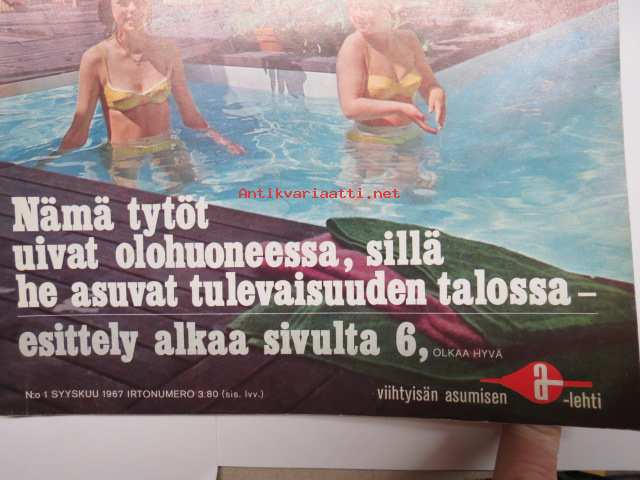 Antikvariaatti.net
Nämä tytöt
uivat olohuoneessa, sillä
he asuvat tulevaisuuden talossa –
esittely alkaa sivulta 6, OLKAA HYVÄ
N:o 1 SYYSKUU 1967 IRTONUMERO 3:80 (sis. lvv.)
viihtyisän asumisen a-lehti